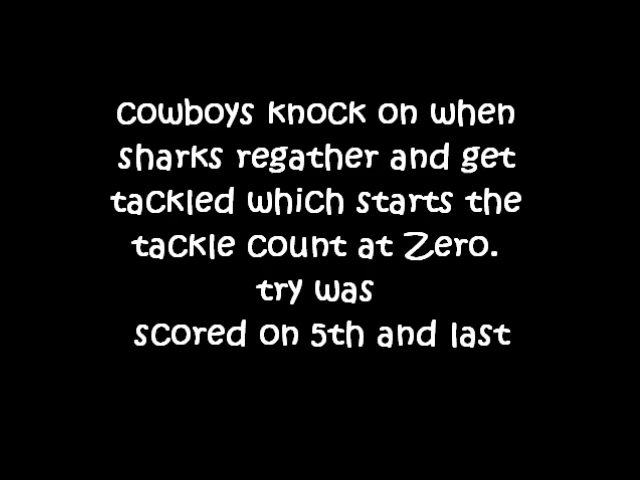 cowboys knock on when
sharks regather and get
tackled which starts the
tackle count at Zero.
try was
scored on 5th and last